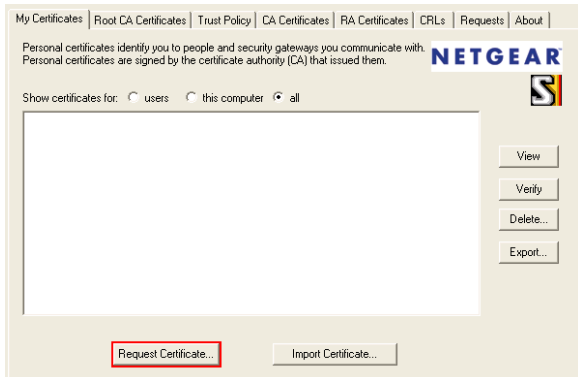 My Certificates Root CA Certificates Trust Policy CA Certificates RA Certificates CRLs Requests About
Personal certificates identify you to people and security gateways you communicate with.
Personal certificates are signed by the certificate authority (CA) that issued them.
NETGEAR
S
Show certificates for: users this computer all
View
Verify
Delete...
Export...
Request Certificate... Import Certificate...